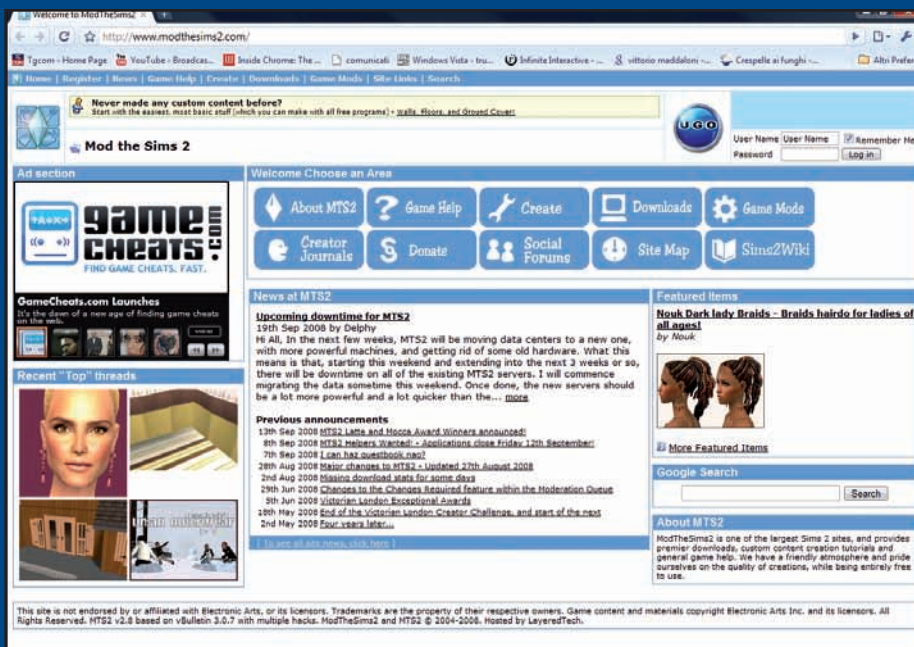 Welcome to ModTheSims2
http://www.modthesims2.com/
Tgcom - Home Page YouTube - Broadcas... Inside Chrome: The ... comunicati Windows Vista - tru... Infinite Interactive - ... vittorio maddaloni -... Crespelle ai funghi -... Altri Prefer
Home | Register | News | Game Help | Create | Downloads | Game Mods | Site Links | Search
Never made any custom content before?
Start with the easiest, most basic stuff (which you can make with all free programs) - Walls, Floors, and Ground Cover!
Mod the Sims 2
UGO
User Name User Name Remember Me
Password Log in
Ad section
game
cheats.com
FIND GAME CHEATS. FAST.
GameCheats.com Launches
It's the dawn of a new age of finding game cheats
on the web.
Recent "Top" threads
Welcome Choose an Area
About MTS2 Game Help Create Downloads Game Mods
Creator Journals Donate Social Forums Site Map Sims2Wiki
News at MTS2
Upcoming downtime for MTS2
19th Sep 2008 by Delphy
Hi All, In the next few weeks, MTS2 will be moving data centers to a new one,
with more powerful machines, and getting rid of some old hardware. What this
means is that, starting this weekend and extending into the next 3 weeks or so,
there will be downtime on all of the existing MTS2 servers. I will commence
migrating the data sometime this weekend. Once done, the new servers should
be a lot more powerful and a lot quicker than the... more
Previous announcements
13th Sep 2008 MTS2 Latte and Mocca Award Winners announced!
8th Sep 2008 MTS2 Helpers Wanted! - Applications close Friday 12th September!
7th Sep 2008 I can haz guestbook nao?
28th Aug 2008 Major changes to MTS2 - Updated 27th August 2008
2nd Aug 2008 Missing download stats for some days
29th Jun 2008 Changes to the Changes Required feature within the Moderation Queue
5th Jun 2008 Victorian London Exceptional Awards
18th May 2008 End of the Victorian London Creator Challenge, and start of the next
2nd May 2008 Four years later...
[ To see all site news, click here ]
Featured Items
Nouk Dark lady Braids - Braids hairdo for ladies of
all ages!
by Nouk
More Featured Items
Google Search
Search
About MTS2
ModTheSims2 is one of the largest Sims 2 sites, and provides
premier downloads, custom content creation tutorials and
general game help. We have a friendly atmosphere and pride
ourselves on the quality of creations, while being entirely free
to use.
This site is not endorsed by or affiliated with Electronic Arts, or its licensors. Trademarks are the property of their respective owners. Game content and materials copyright Electronic Arts Inc. and its licensors. All
Rights Reserved. MTS2 v2.8 based on vBulletin 3.0.7 with multiple hacks. ModTheSims2 and MTS2 © 2004-2008. Hosted by LayeredTech.